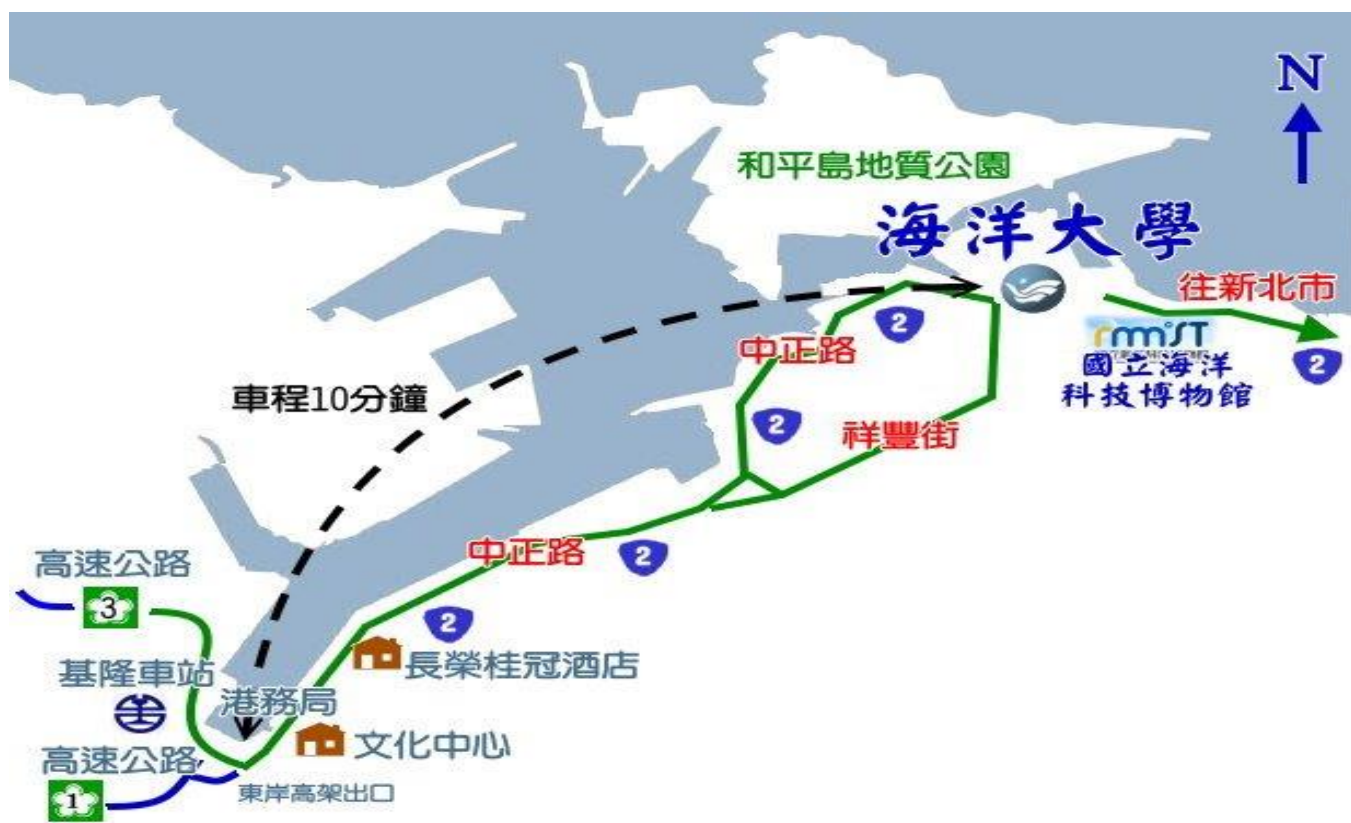 N
和平島地質公園
海洋大學
往新北市
2
中正路
rmmiST
2
國立海洋
科技博物館
車程10分鐘
2
祥豐街
高速公路
中正路
2
3
2
長榮桂冠酒店
基隆車站
港務局
文化中心
高速公路
東岸高架出口
1